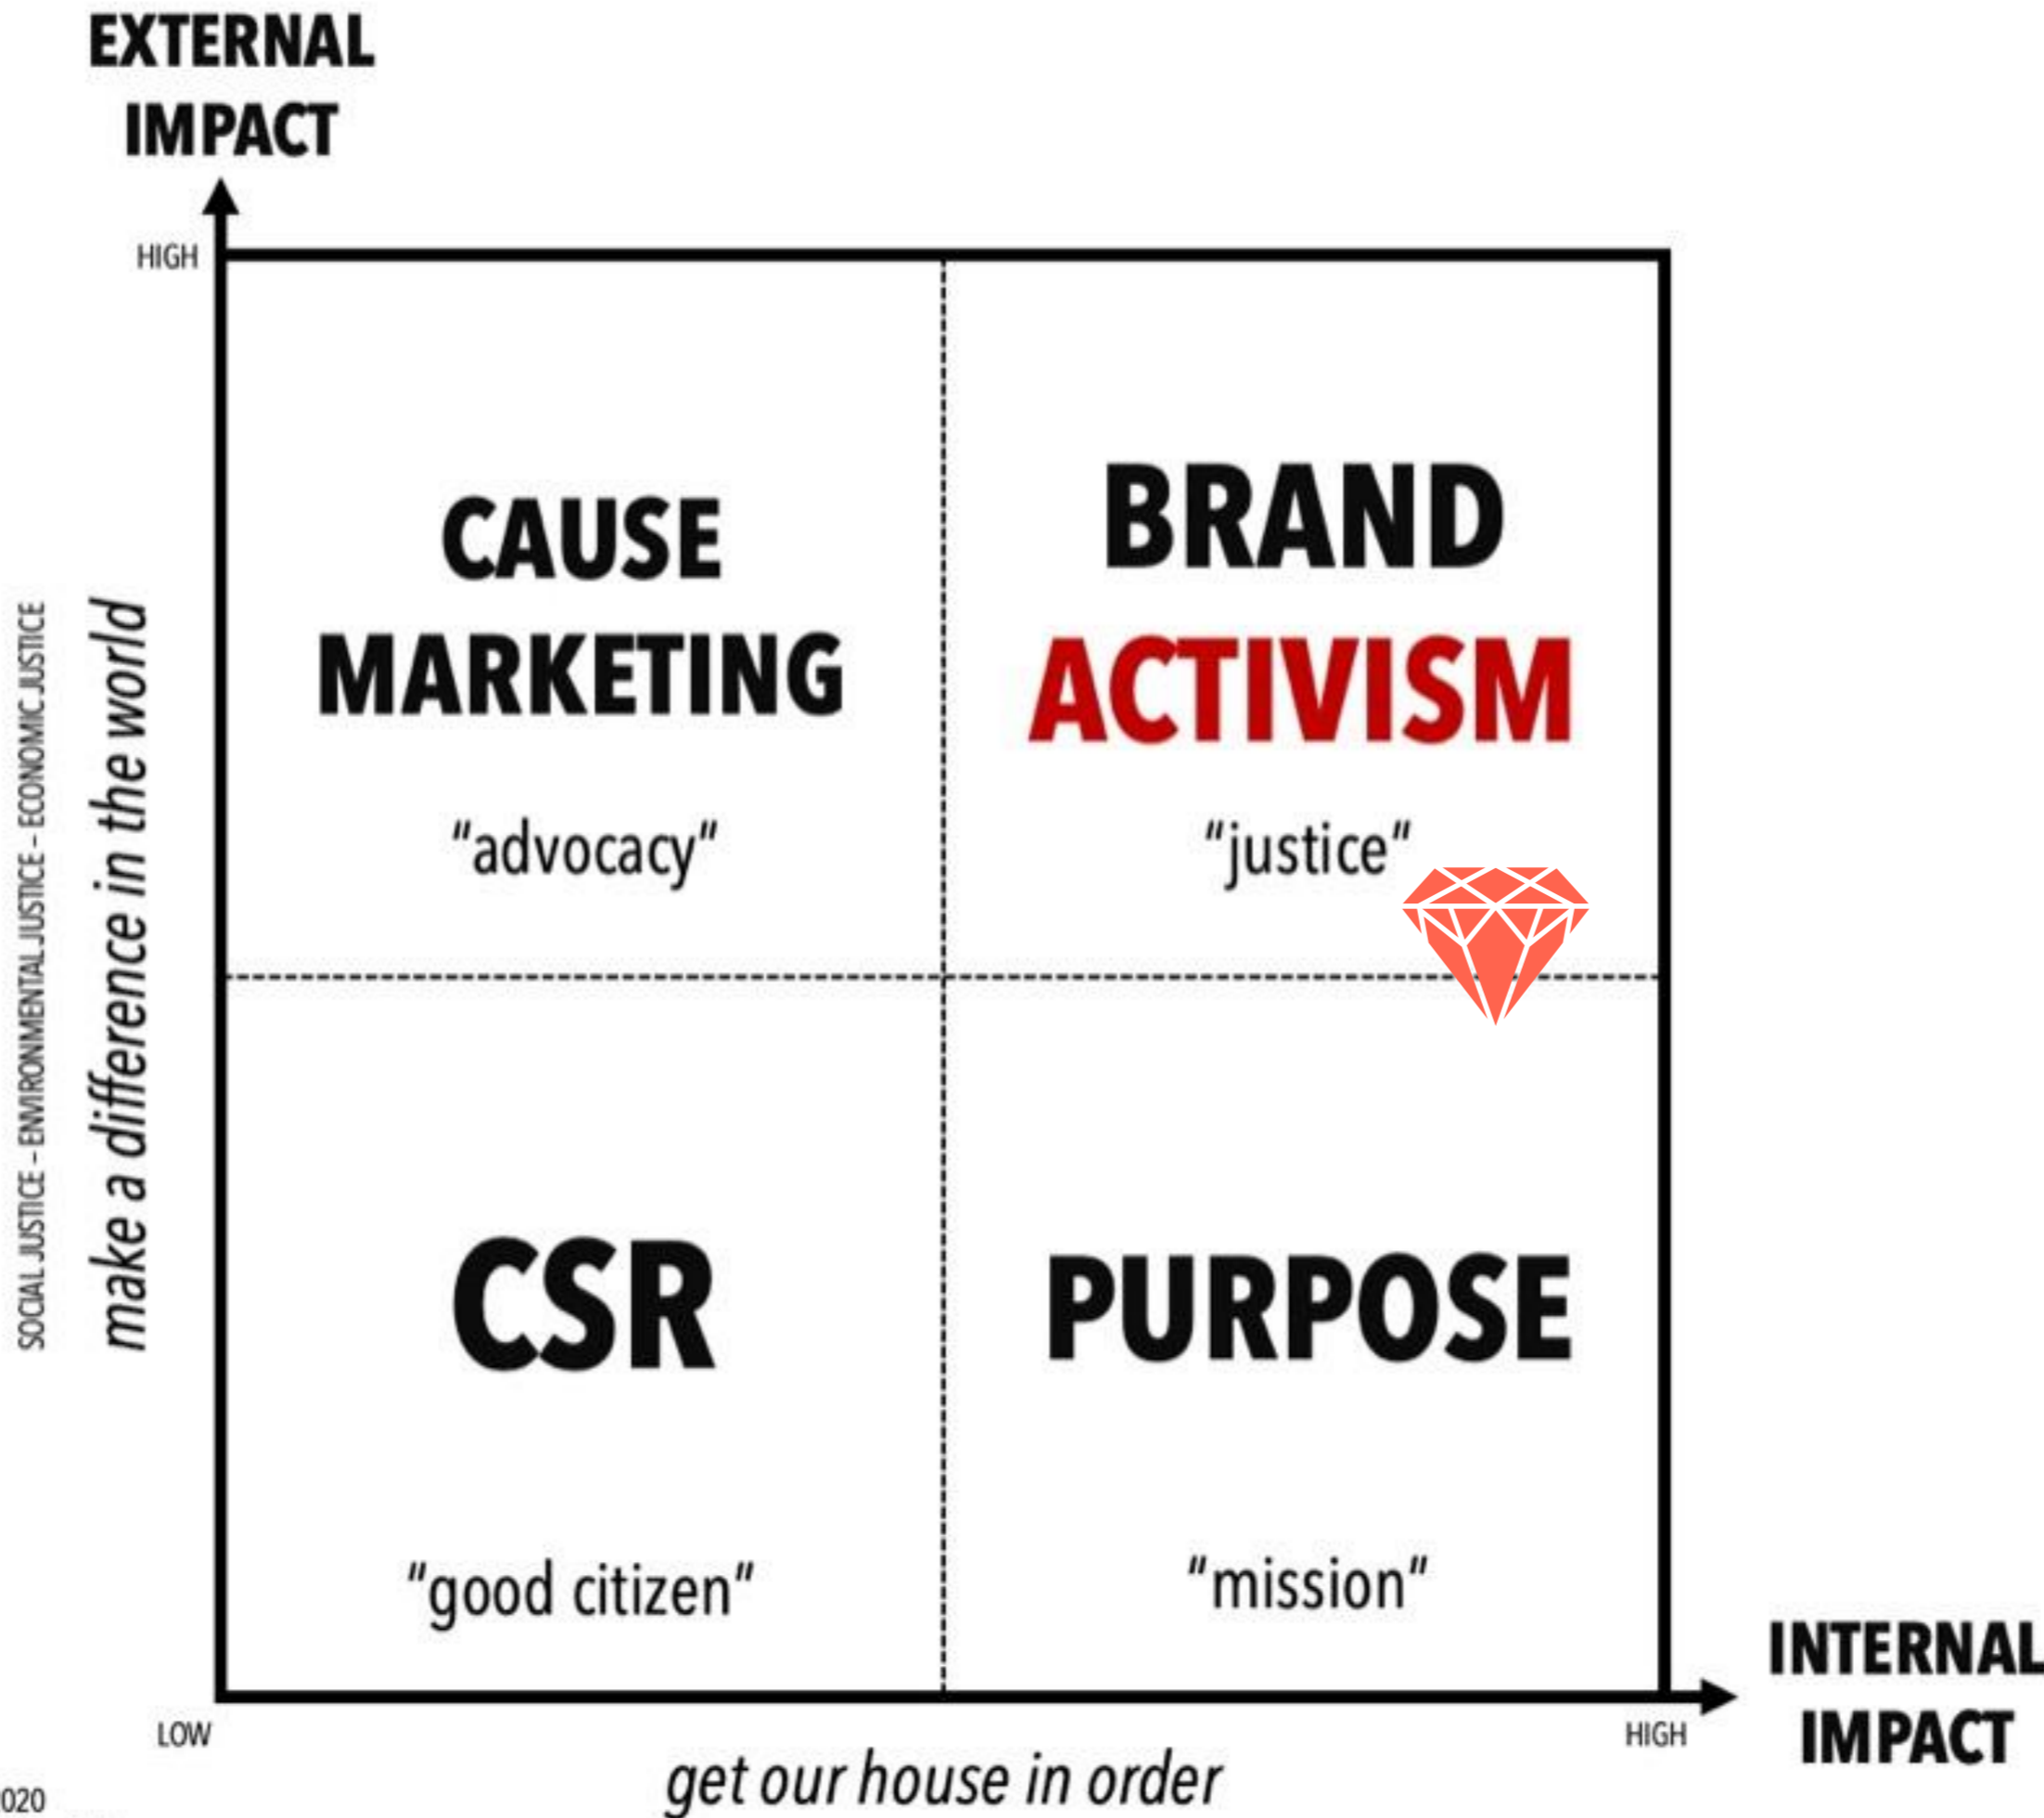 EXTERNAL
IMPACT
HIGH
CAUSE
MARKETING
"advocacy"
BRAND
ACTIVISM
"justice"
SOCIAL JUSTICE – ENVIRONMENTAL JUSTICE – ECONOMIC JUSTICE
make a difference in the world
CSR
"good citizen"
PURPOSE
"mission"
INTERNAL
IMPACT
LOW
HIGH
get our house in order
020